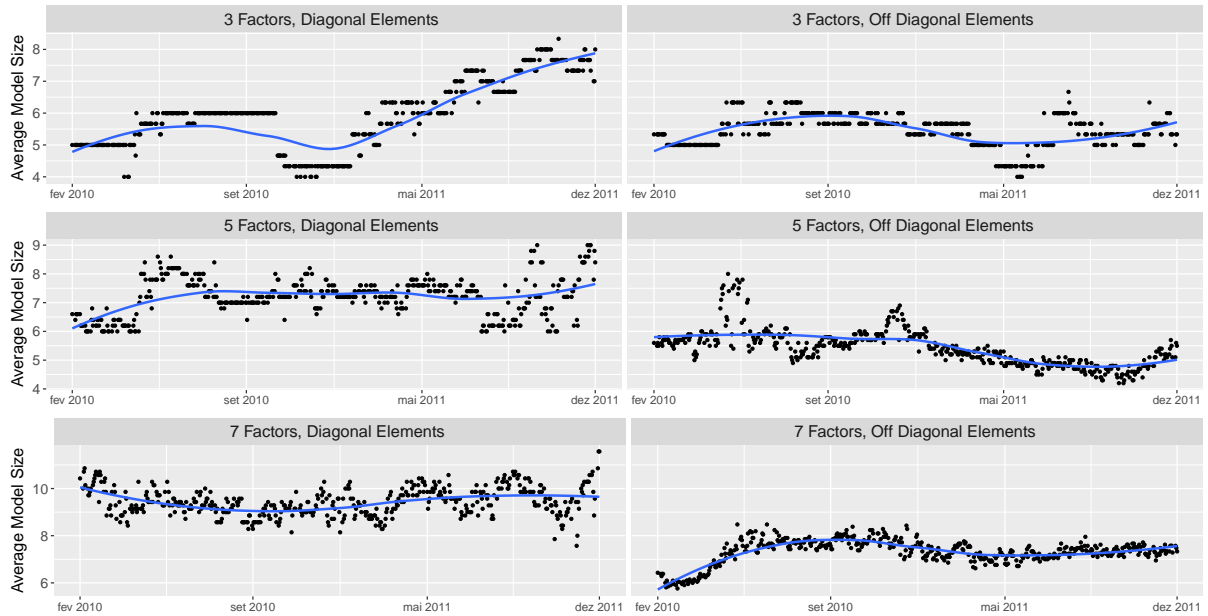 3 Factors, Diagonal Elements
3 Factors, Off Diagonal Elements
Average Model Size
8
7
6
5
4
fev 2010
set 2010
mai 2011
dez 2011
fev 2010
set 2010
mai 2011
dez 2011
5 Factors, Diagonal Elements
5 Factors, Off Diagonal Elements
Average Model Size
9
8
7
6
5
4
fev 2010
set 2010
mai 2011
dez 2011
fev 2010
set 2010
mai 2011
dez 2011
7 Factors, Diagonal Elements
7 Factors, Off Diagonal Elements
Average Model Size
10
8
6
fev 2010
set 2010
mai 2011
dez 2011
fev 2010
set 2010
mai 2011
dez 2011